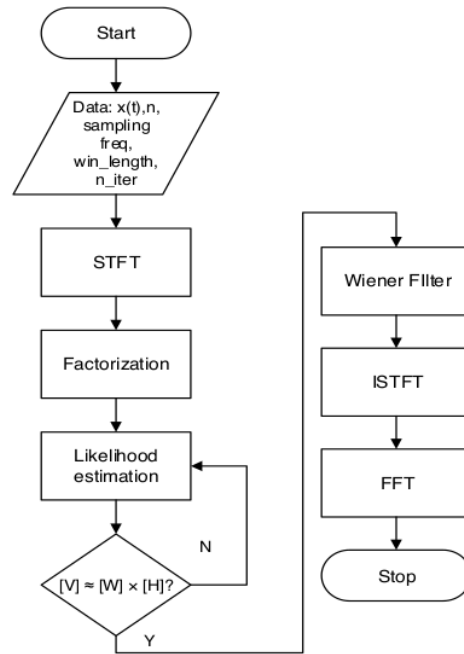 Start
Data: x(t),n,
sampling
freq,
win_length,
n_iter
STFT
Factorization
Likelihood
estimation
N
[V] ≈ [W] × [H]?
Y
Wiener FIlter
ISTFT
FFT
Stop